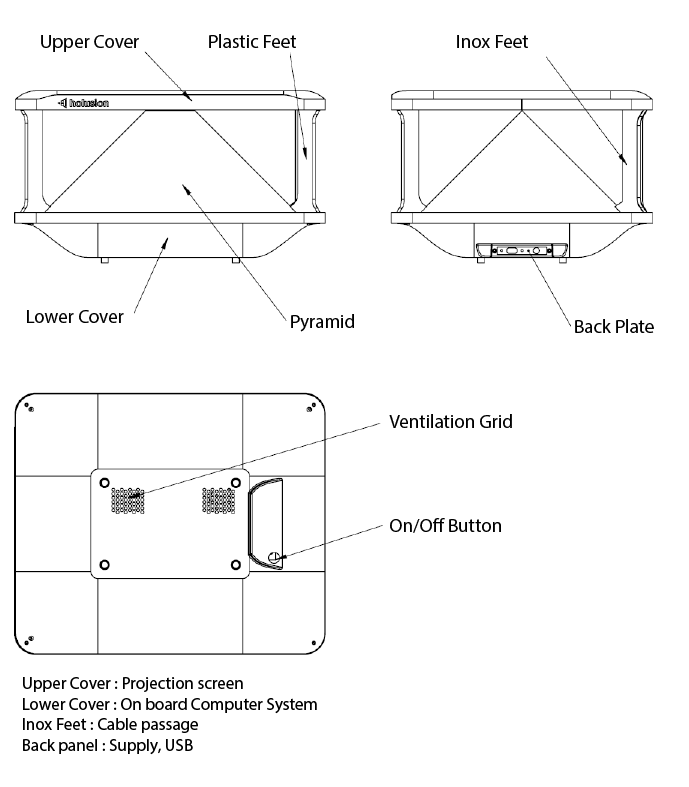 Upper Cover
Plastic Feet
Inox Feet
holusion
Lower Cover
Pyramid
Back Plate
Ventilation Grid
On/Off Button
Upper Cover : Projection screen
Lower Cover : On board Computer System
Inox Feet : Cable passage
Back panel : Supply, USB